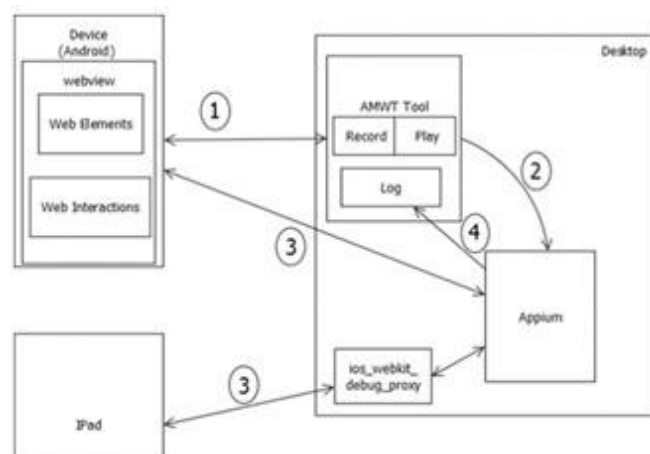 Device
(Android)
webview
Web Elements
Web Interactions
1
Desktop
AMWT Tool
Record
Play
Log
2
3
4
Appium
ios_webkit_
debug_proxy
3
IPad